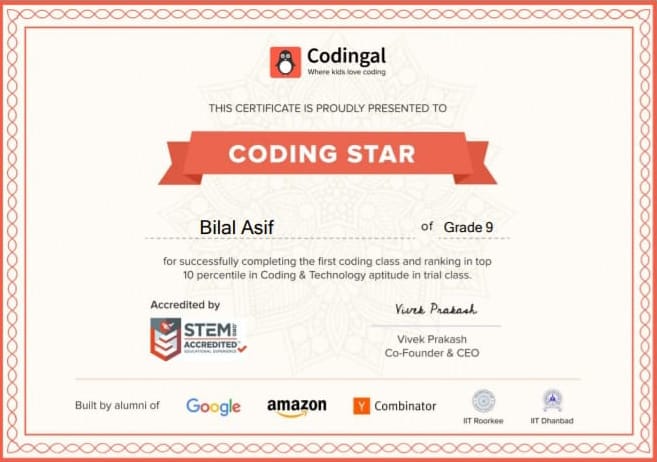 Codingal
Where kids love coding
THIS CERTIFICATE IS PROUDLY PRESENTED TO
CODING STAR
Bilal Asif of Grade 9
for successfully completing the first coding class and ranking in top
10 percentile in Coding & Technology aptitude in trial class.
Accredited by
STEM.ORG
ACCREDITED™
EDUCATIONAL EXPERIENCE
Vivek Prakash
Vivek Prakash
Co-Founder & CEO
Built by alumni of Google amazon Y Combinator
IIT Roorkee IIT Dhanbad